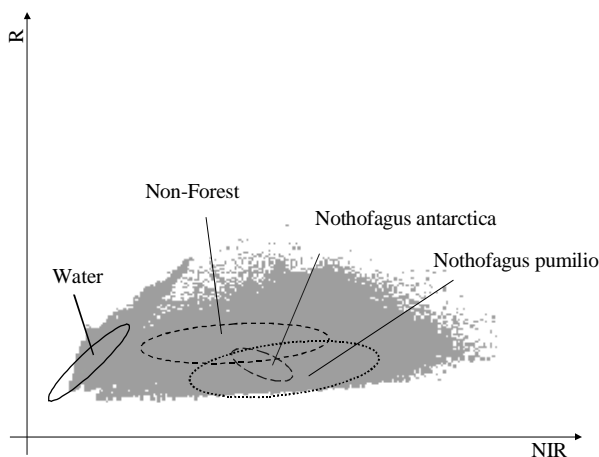 R
Non-Forest
Nothofagus antarctica
Nothofagus pumilio
Water
NIR